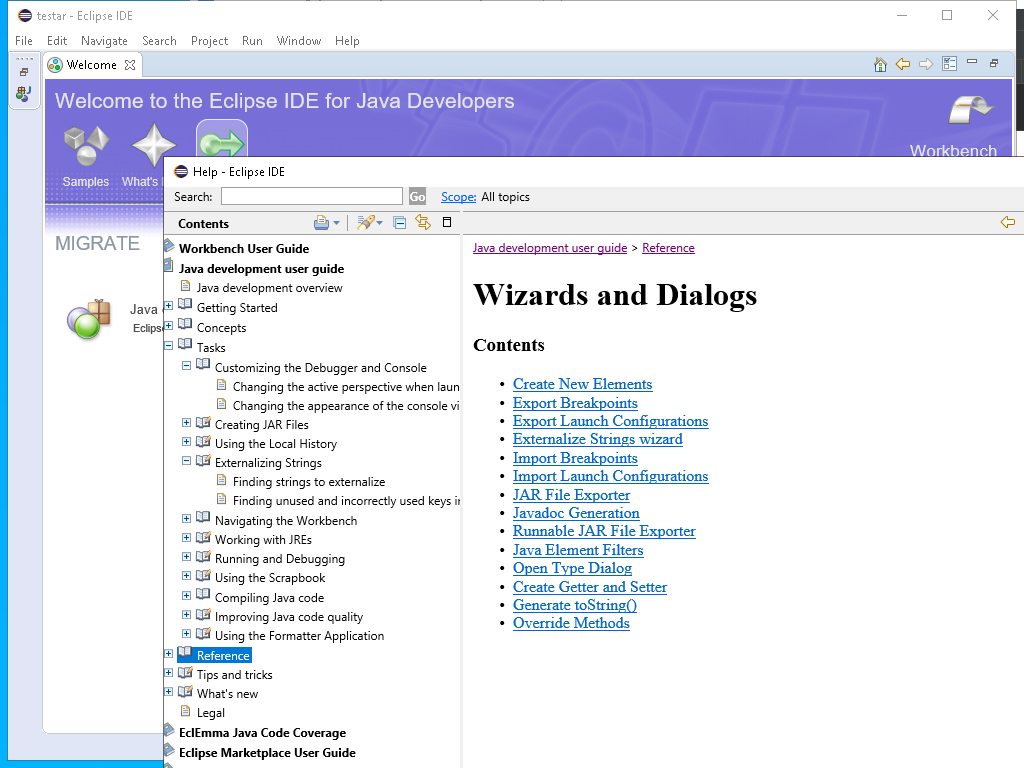 testar - Eclipse IDE
File Edit Navigate Search Project Run Window Help
Welcome
Welcome to the Eclipse IDE for Java Developers
Workbench
Samples What's
MIGRATE
Java
Eclipse
Help - Eclipse IDE
Search: Go Scope: All topics
Contents
Workbench User Guide
Java development user guide
Java development overview
Getting Started
Concepts
Tasks
Customizing the Debugger and Console
Changing the active perspective when laun
Changing the appearance of the console vi
Creating JAR Files
Using the Local History
Externalizing Strings
Finding strings to externalize
Finding unused and incorrectly used keys in
Navigating the Workbench
Working with JREs
Running and Debugging
Using the Scrapbook
Compiling Java code
Improving Java code quality
Using the Formatter Application
Reference
Tips and tricks
What's new
Legal
EclEmma Java Code Coverage
Eclipse Marketplace User Guide
Java development user guide > Reference
Wizards and Dialogs
Contents
• Create New Elements
• Export Breakpoints
• Export Launch Configurations
• Externalize Strings wizard
• Import Breakpoints
• Import Launch Configurations
• JAR File Exporter
• Javadoc Generation
• Runnable JAR File Exporter
• Java Element Filters
• Open Type Dialog
• Create Getter and Setter
• Generate toString()
• Override Methods